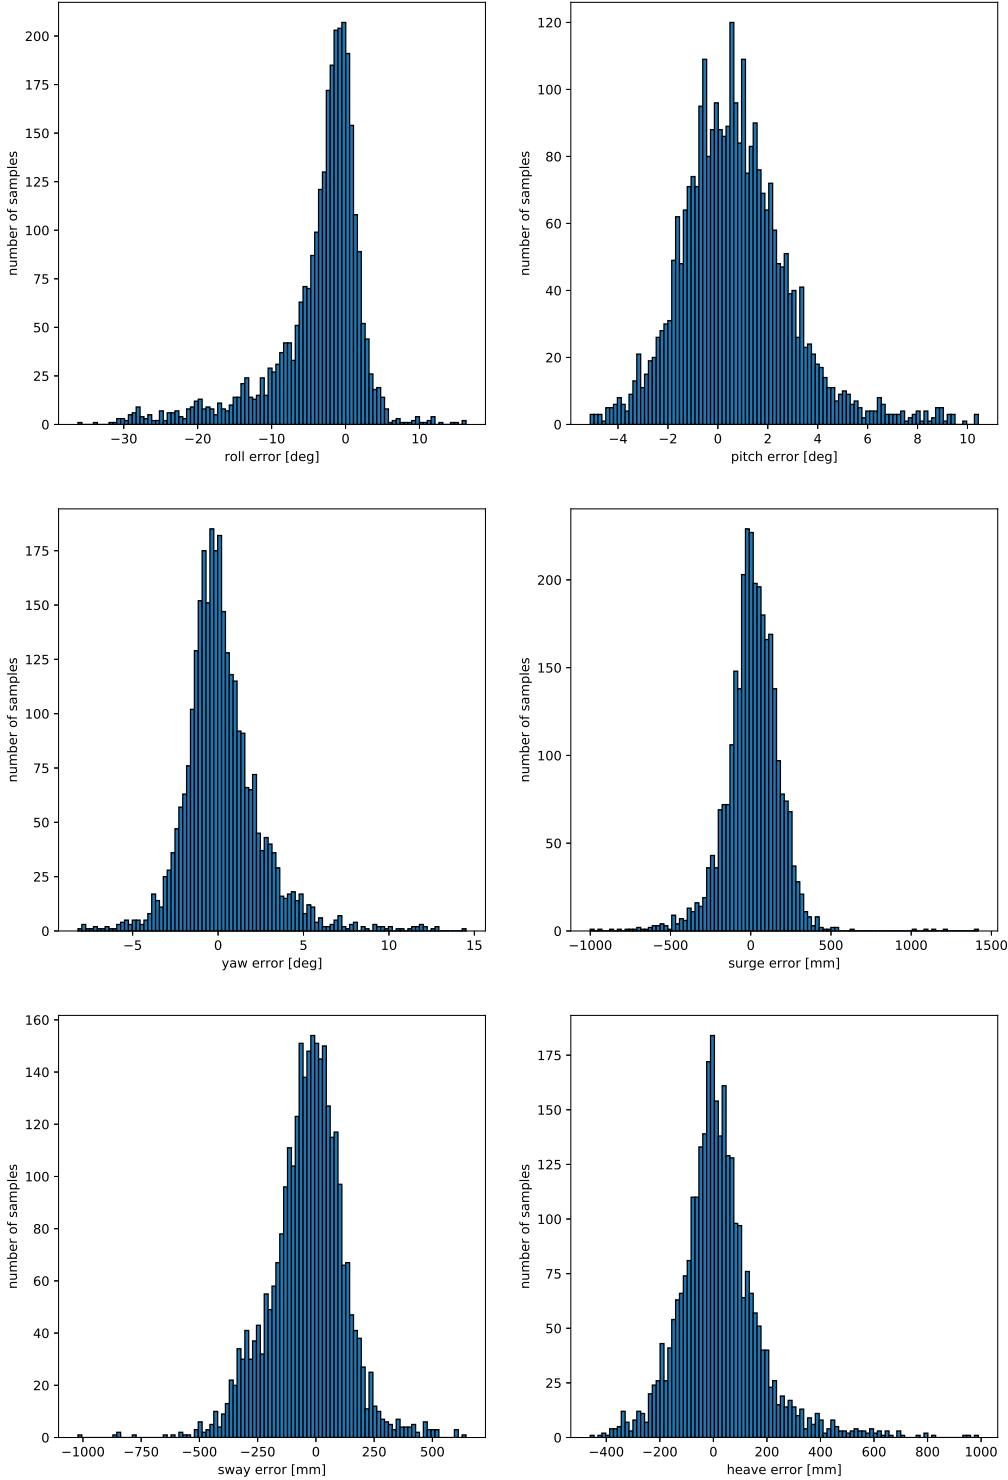 200
175
150
125
100
75
50
25
0
number of samples
−30 −20 −10 0 10
roll error [deg]
120
100
80
60
40
20
0
number of samples
−4 −2 0 2 4 6 8 10
pitch error [deg]
175
150
125
100
75
50
25
0
number of samples
−5 0 5 10 15
yaw error [deg]
200
150
100
50
0
number of samples
−1000 −500 0 500 1000 1500
surge error [mm]
160
140
120
100
80
60
40
20
0
number of samples
−1000 −750 −500 −250 0 250 500
sway error [mm]
175
150
125
100
75
50
25
0
number of samples
−400 −200 0 200 400 600 800 1000
heave error [mm]